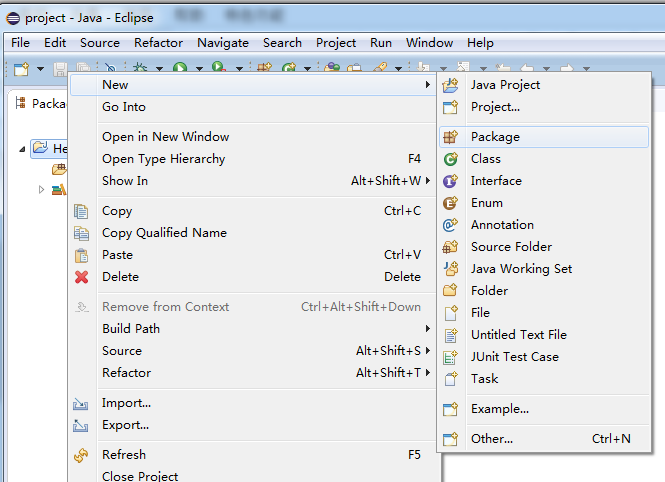 project - Java - Eclipse
File Edit Source Refactor Navigate Search Project Run Window Help
Packa
He
New
Go Into
Open in New Window
Open Type Hierarchy F4
Show In Alt+Shift+W
Copy Ctrl+C
Copy Qualified Name
Paste Ctrl+V
Delete Delete
Remove from Context Ctrl+Alt+Shift+Down
Build Path
Source Alt+Shift+S
Refactor Alt+Shift+T
Import...
Export...
Refresh F5
Close Project
Java Project
Project...
Package
Class
Interface
Enum
Annotation
Source Folder
Java Working Set
Folder
File
Untitled Text File
JUnit Test Case
Task
Example...
Other... Ctrl+N